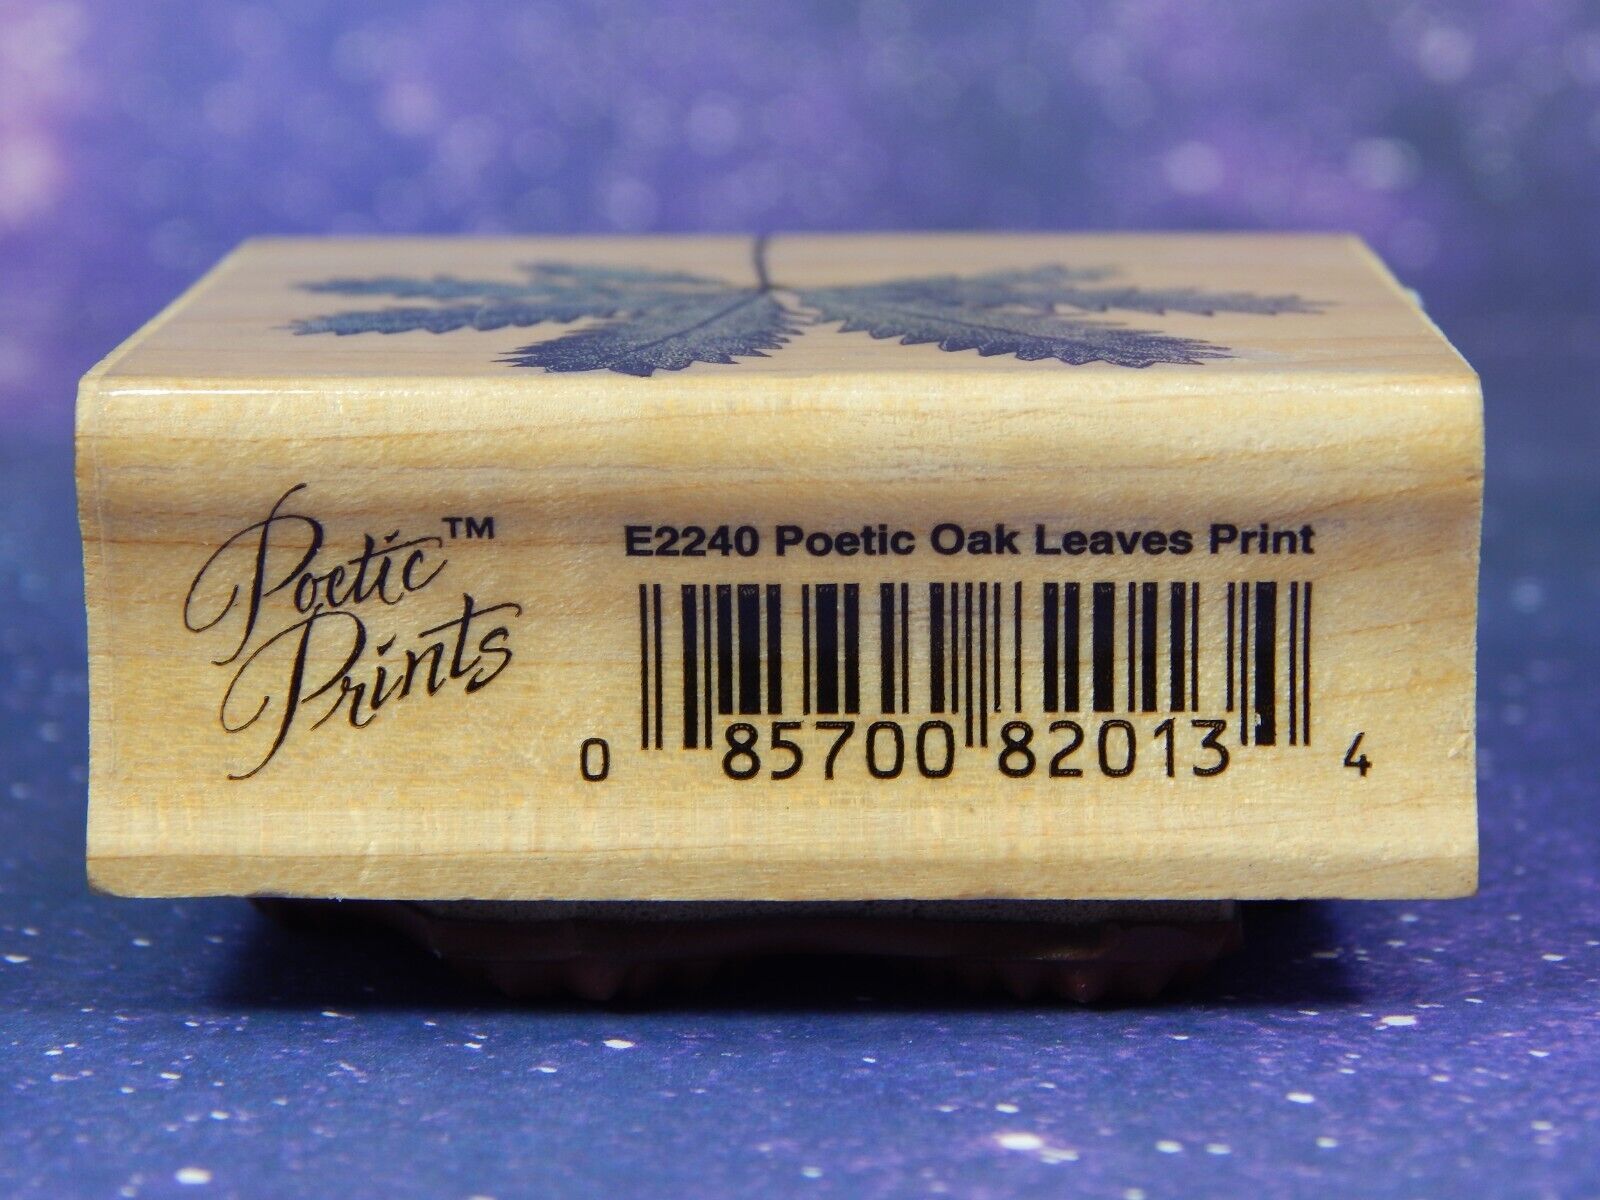 Poetic™
Prints
E2240 Poetic Oak Leaves Print
0 85700 82013 4